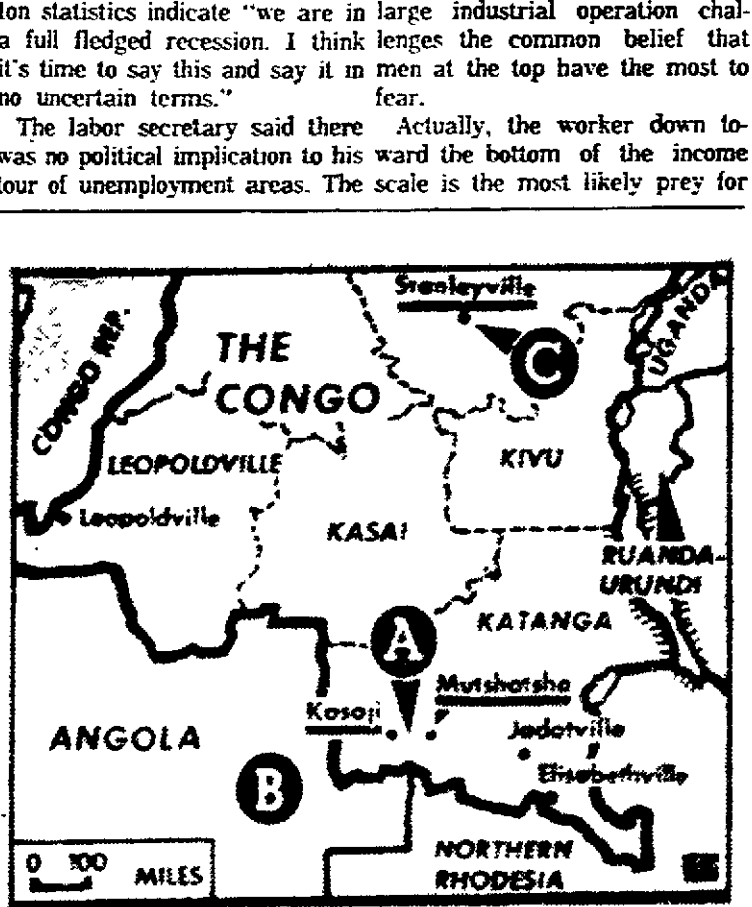 ion statistics indicate "we are in
a full fledged recession. I think
it's time to say this and say it in
no uncertain terms."
The labor secretary said there
was no political implication to his
tour of unemployment areas. The
large industrial operation chal-
lenges the common belief that
men at the top have the most to
fear.
Actually, the worker down to-
ward the bottom of the income
scale is the most likely prey for
Stanleyville
UGANDA
CONGO REP.
THE
CONGO
C
LEOPOLDVILLE
KIVU
Leopoldville
KASAI
RUANDA-
URUNDI
KATANGA
A
Mutshatsha
Kasaji
Jadotville
ANGOLA
Elisabethville
B
NORTHERN
RHODESIA
0 100
MILES